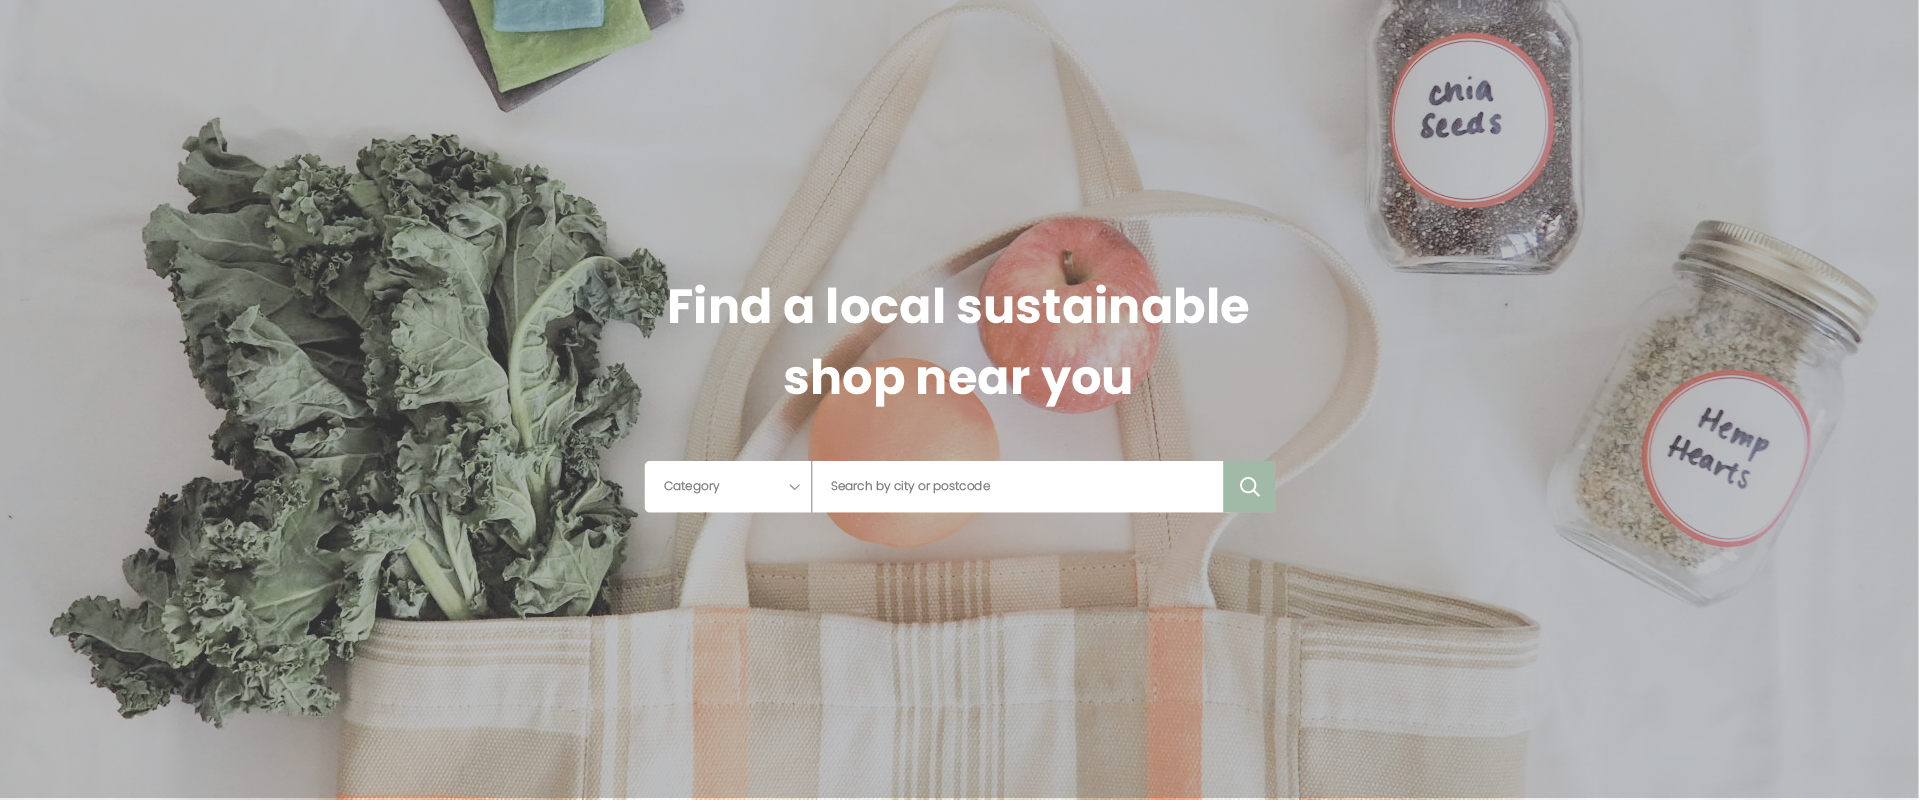 chia
Seeds
Find a local sustainable
shop near you
Hemp
Hearts
Category
Search by city or postcode